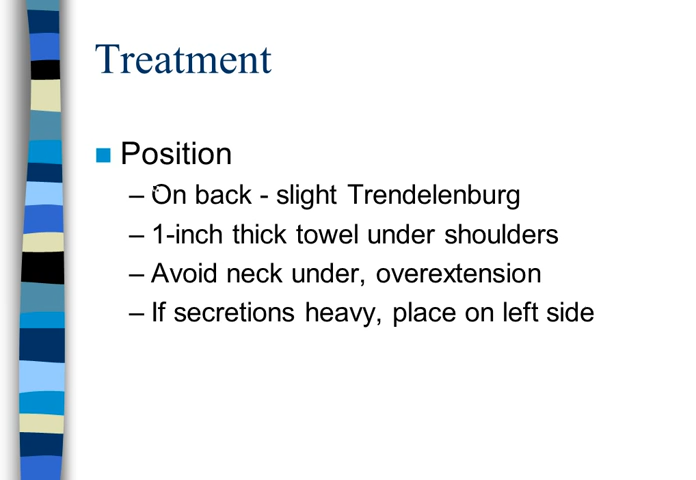 Treatment
Position
– On back - slight Trendelenburg
– 1-inch thick towel under shoulders
– Avoid neck under, overextension
– If secretions heavy, place on left side